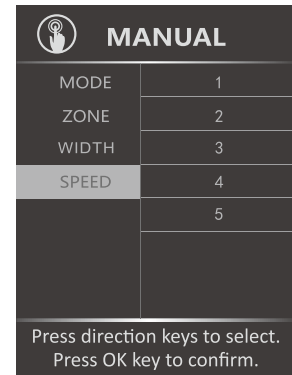 MANUAL
MODE 1
ZONE 2
WIDTH 3
SPEED 4
5
Press direction keys to select.
Press OK key to confirm.